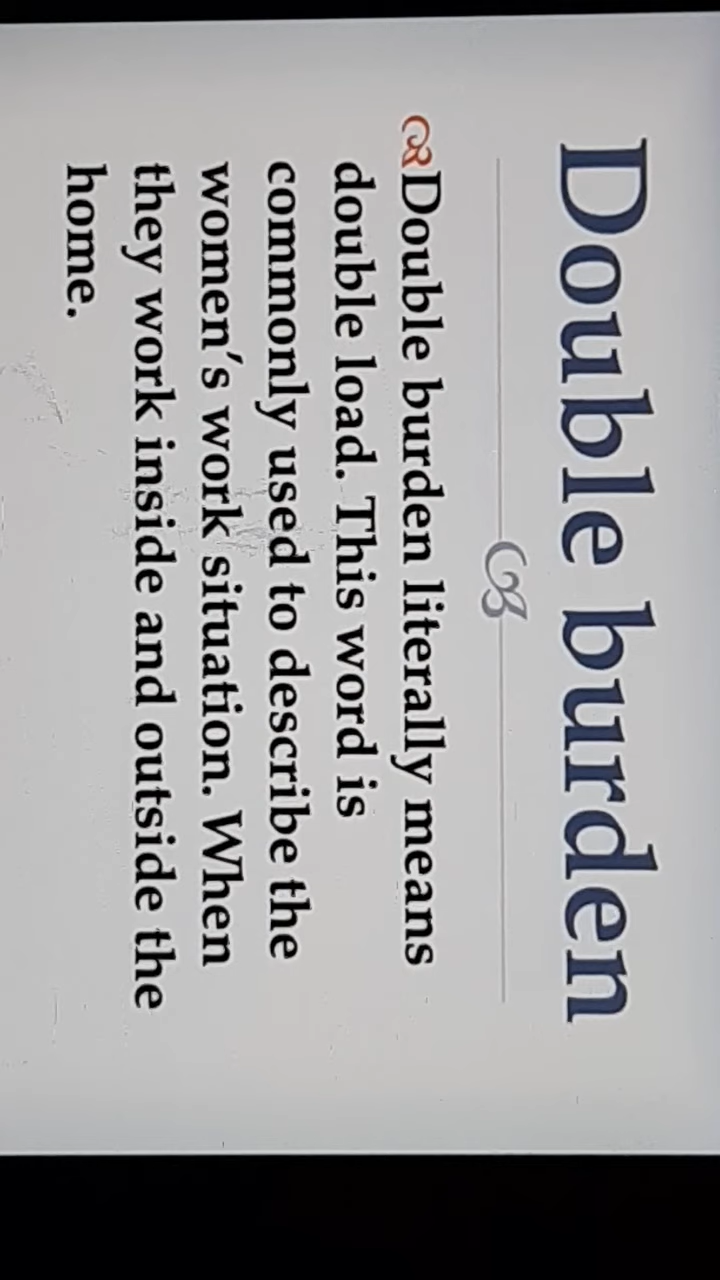 Double burden
Double burden literally means
double load. This word is
commonly used to describe the
women's work situation. When
they work inside and outside the
home.